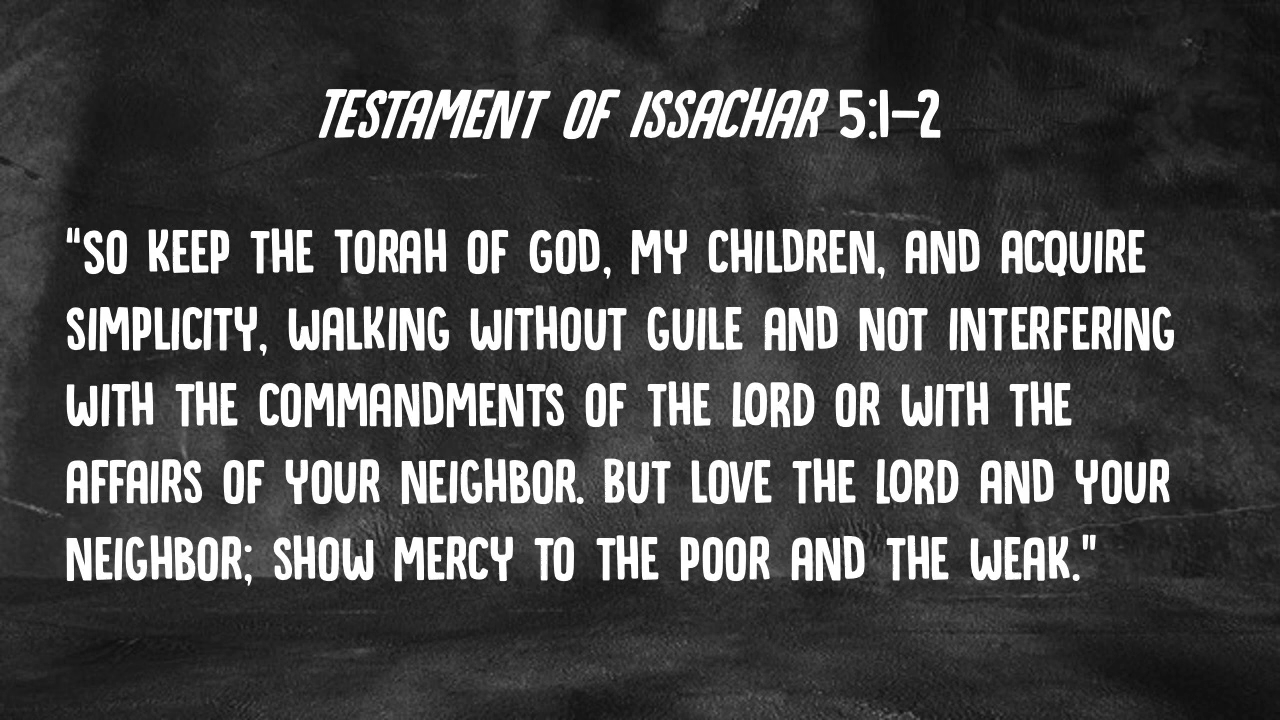 TESTAMENT OF ISSACHAR 5:1–2
"SO KEEP THE TORAH OF GOD, MY CHILDREN, AND ACQUIRE
SIMPLICITY, WALKING WITHOUT GUILE AND NOT INTERFERING
WITH THE COMMANDMENTS OF THE LORD OR WITH THE
AFFAIRS OF YOUR NEIGHBOR. BUT LOVE THE LORD AND YOUR
NEIGHBOR; SHOW MERCY TO THE POOR AND THE WEAK."